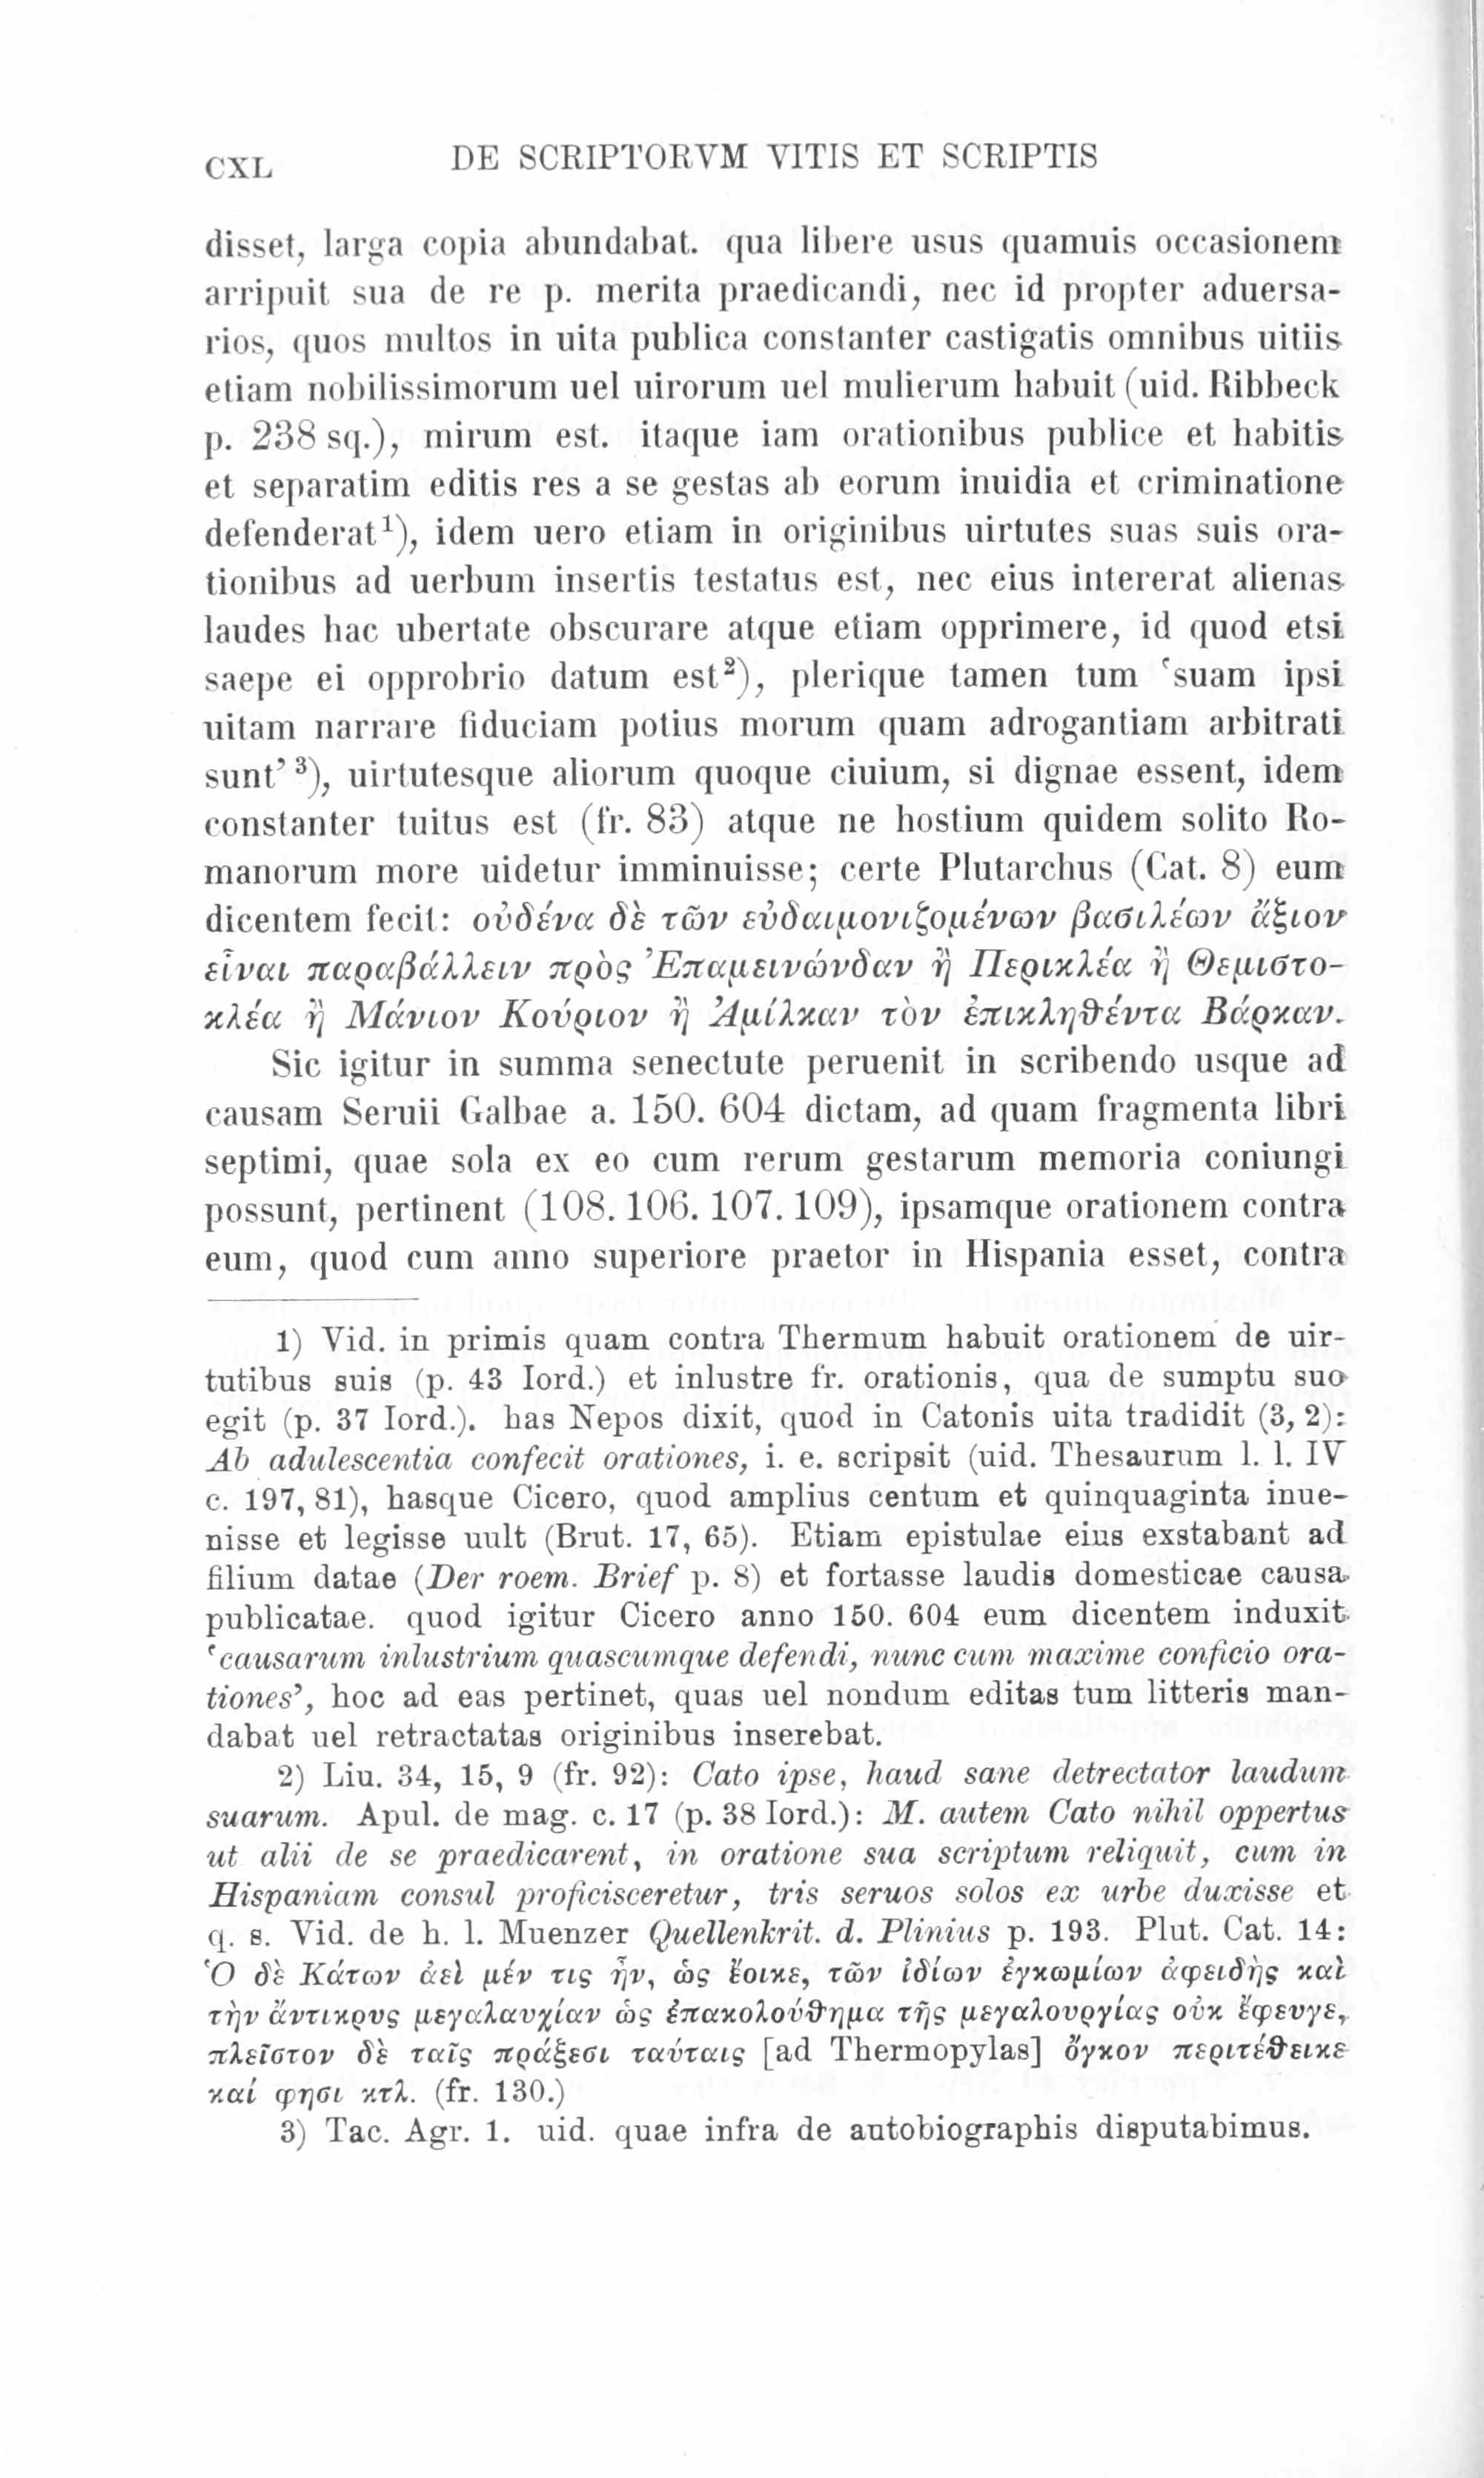 CXL DE SCRIPTORVM VITIS ET SCRIPTIS
disset, larga copia abundabat. qua libere usus quamuis occasionem
arripuit sua de re p. merita praedicandi, nec id propter aduersa-
rios, quos multos in uita publica constanter castigatis omnibus uitiis
etiam nobilissimorum uel uirorum uel mulierum habuit (uid. Ribbeck
p. 238 sq.), mirum est. itaque iam orationibus publice et habitis
et separatim editis res a se gestas ab eorum inuidia et criminatione
defenderat¹), idem uero etiam in originibus uirtutes suas suis ora-
tionibus ad uerbum insertis testatus est, nec eius intererat alienas
laudes hac ubertate obscurare atque etiam opprimere, id quod etsi
saepe ei opprobrio datum est²), plerique tamen tum ‘suam ipsi
uitam narrare fiduciam potius morum quam adrogantiam arbitrati
sunt’ ³), uirtutesque aliorum quoque ciuium, si dignae essent, idem
constanter tuitus est (fr. 83) atque ne hostium quidem solito Ro-
manorum more uidetur imminuisse; certe Plutarchus (Cat. 8) eum
dicentem fecit: οὐδένα δὲ τῶν εὐδαιμονιζομένων βασιλέων ἄξιον
εἶναι παραβάλλειν πρὸς Ἐπαμεινώνδαν ἢ Περικλέα ἢ Θεμιστο-
κλέα ἢ Μάνιον Κούριον ἢ Ἀμίλκαν τὸν ἐπικληθέντα Βάρκαν.
Sic igitur in summa senectute peruenit in scribendo usque ad
causam Seruii Galbae a. 150. 604 dictam, ad quam fragmenta libri
septimi, quae sola ex eo cum rerum gestarum memoria coniungi
possunt, pertinent (108. 106. 107. 109), ipsamque orationem contra
eum, quod cum anno superiore praetor in Hispania esset, contra
1) Vid. in primis quam contra Thermum habuit orationem de uir-
tutibus suis (p. 43 Iord.) et inlustre fr. orationis, qua de sumptu suo
egit (p. 37 Iord.). has Nepos dixit, quod in Catonis uita tradidit (3, 2):
Ab adulescentia confecit orationes, i. e. scripsit (uid. Thesaurum l. l. IV
c. 197, 81), hasque Cicero, quod amplius centum et quinquaginta inue-
nisse et legisse uult (Brut. 17, 65). Etiam epistulae eius exstabant ad
filium datae (Der roem. Brief p. 8) et fortasse laudis domesticae causa
publicatae. quod igitur Cicero anno 150. 604 eum dicentem induxit
‘causarum inlustrium quascumque defendi, nunc cum maxime conficio ora-
tiones’, hoc ad eas pertinet, quas uel nondum editas tum litteris man-
dabat uel retractatas originibus inserebat.
2) Liu. 34, 15, 9 (fr. 92): Cato ipse, haud sane detrectator laudum
suarum. Apul. de mag. c. 17 (p. 38 Iord.): M. autem Cato nihil oppertus
ut alii de se praedicarent, in oratione sua scriptum reliquit, cum in
Hispaniam consul proficisceretur, tris seruos solos ex urbe duxisse et
q. s. Vid. de h. l. Muenzer Quellenkrit. d. Plinius p. 193. Plut. Cat. 14:
Ὁ δὲ Κάτων ἀεὶ μέν τις ἦν, ὡς ἔοικε, τῶν ἰδίων ἐγκωμίων ἀφειδὴς καὶ
τὴν ἄντικρυς μεγαλαυχίαν ὡς ἐπακολούθημα τῆς μεγαλουργίας οὐκ ἔφευγε,
πλεῖστον δὲ ταῖς πράξεσι ταύταις [ad Thermopylas] ὄγκον περιτέθεικε
καί φησι κτλ. (fr. 130.)
3) Tac. Agr. 1. uid. quae infra de autobiographis disputabimus.